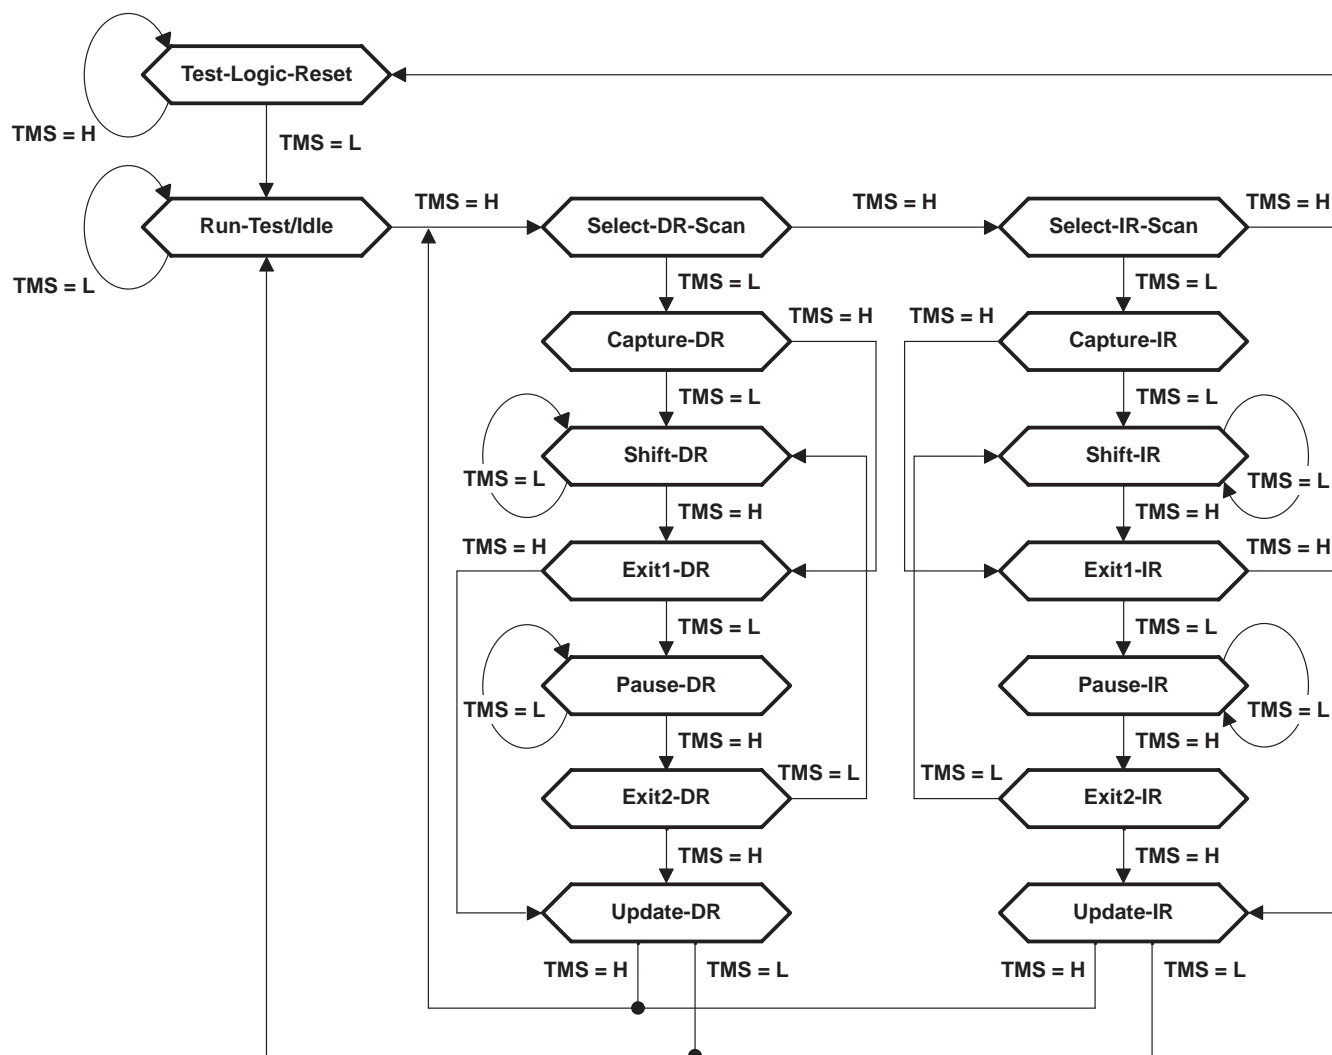 Test-Logic-Reset
TMS = H
TMS = L
TMS = H
TMS = H
TMS = H
Run-Test/Idle
Select-DR-Scan
Select-IR-Scan
TMS = L
TMS = L
TMS = L
TMS = H
TMS = H
Capture-DR
Capture-IR
TMS = L
TMS = L
Shift-DR
Shift-IR
TMS = L
TMS = L
TMS = H
TMS = H
TMS = H
TMS = H
Exit1-DR
Exit1-IR
TMS = L
TMS = L
Pause-DR
Pause-IR
TMS = L
TMS = L
TMS = H
TMS = H
TMS = L
TMS = L
Exit2-DR
Exit2-IR
TMS = H
TMS = H
Update-DR
Update-IR
TMS = H
TMS = L
TMS = H
TMS = L